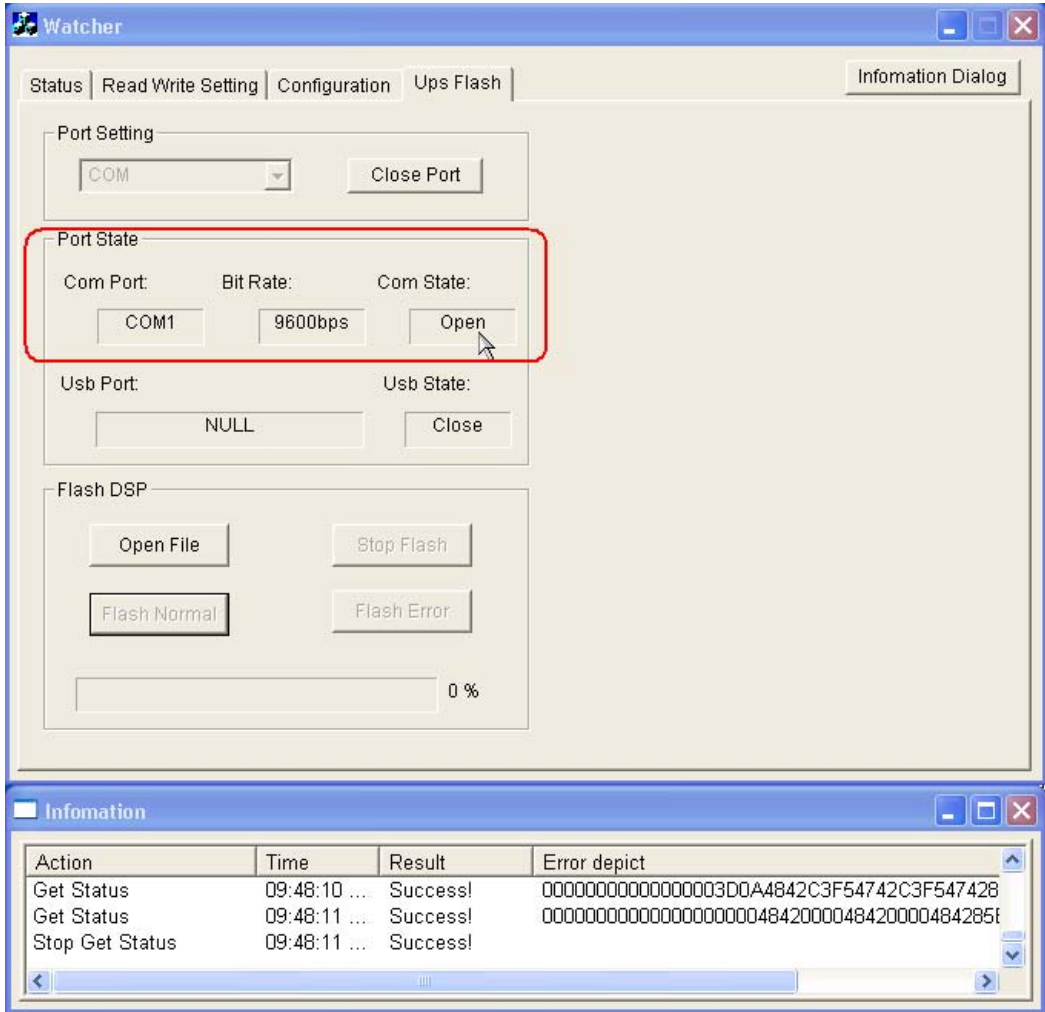 Watcher
Status Read Write Setting Configuration Ups Flash Infomation Dialog
Port Setting
COM Close Port
Port State
Com Port: Bit Rate: Com State:
COM1 9600bps Open
Usb Port: Usb State:
NULL Close
Flash DSP
Open File Stop Flash
Flash Normal Flash Error
0 %
Infomation
Action Time Result Error depict
Get Status 09:48:10 ... Success! 00000000000000003D0A4842C3F54742C3F547428
Get Status 09:48:11 ... Success!
Stop Get Status 09:48:11 ... Success!